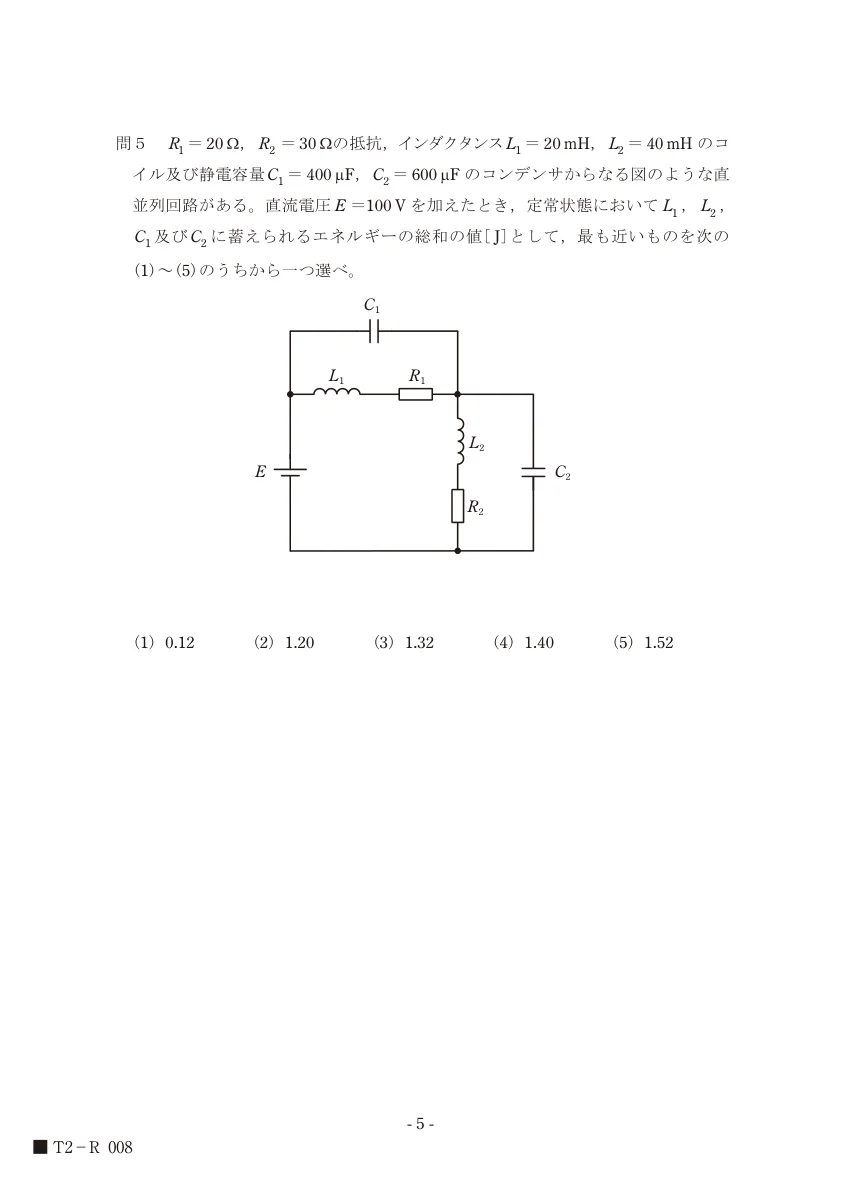 問5 R1 = 20 Ω，R2 = 30 Ωの抵抗，インダクタンスL1 = 20 mH，L2 = 40 mH のコ
イル及び静電容量C1 = 400 μF，C2 = 600 μF のコンデンサからなる図のような直
並列回路がある。直流電圧E =100 V を加えたとき，定常状態においてL1，L2，
C1及びC2に蓄えられるエネルギーの総和の値[J]として，最も近いものを次の
(1)～(5)のうちから一つ選べ。
C1
L1 R1
L2
E C2
R2
(1) 0.12 (2) 1.20 (3) 1.32 (4) 1.40 (5) 1.52
- 5 -
■ T2－R 008